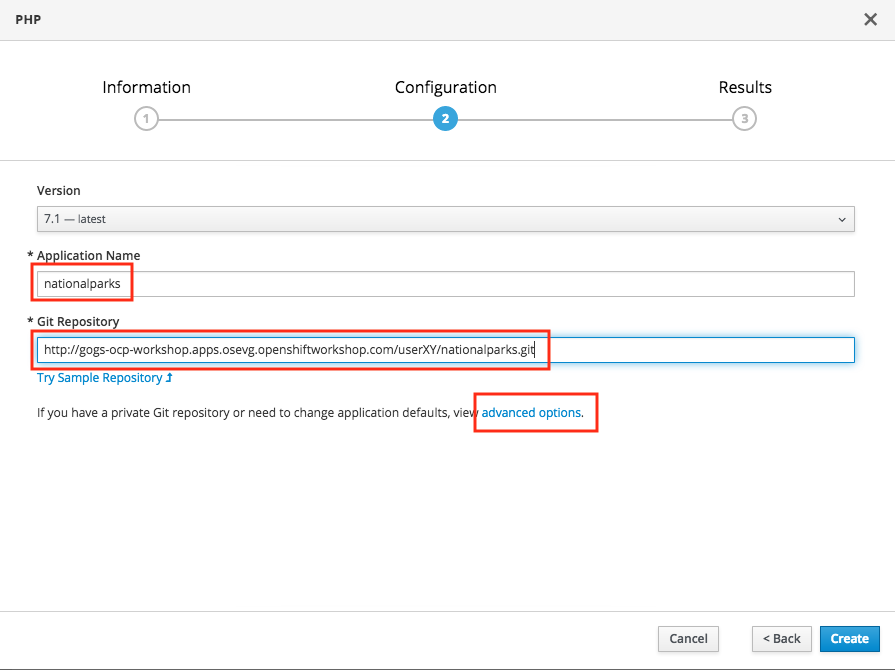 PHP
Information
Configuration
Results
1
2
3
Version
7.1 — latest
* Application Name
nationalparks
* Git Repository
http://gogs-ocp-workshop.apps.osevg.openshiftworkshop.com/userXY/nationalparks.git
Try Sample Repository
If you have a private Git repository or need to change application defaults, view advanced options.
Cancel
< Back
Create